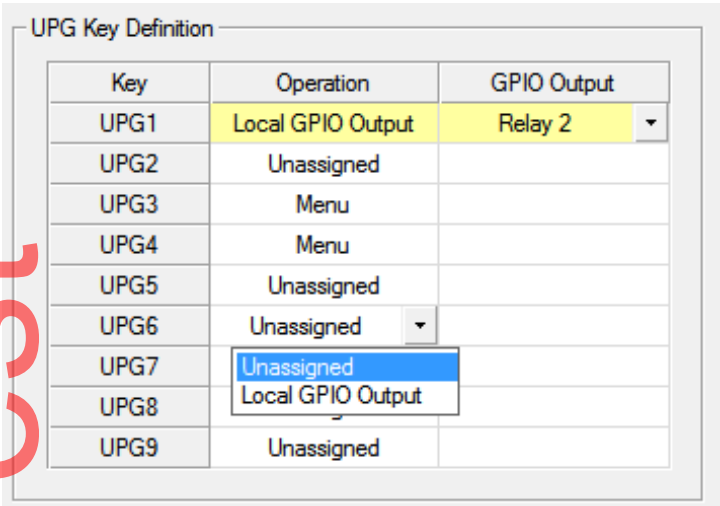 UPG Key Definition
Key Operation GPIO Output
UPG1 Local GPIO Output Relay 2
UPG2 Unassigned
UPG3 Menu
UPG4 Menu
UPG5 Unassigned
UPG6 Unassigned
UPG7 Unassigned
UPG8 Local GPIO Output
UPG9 Unassigned